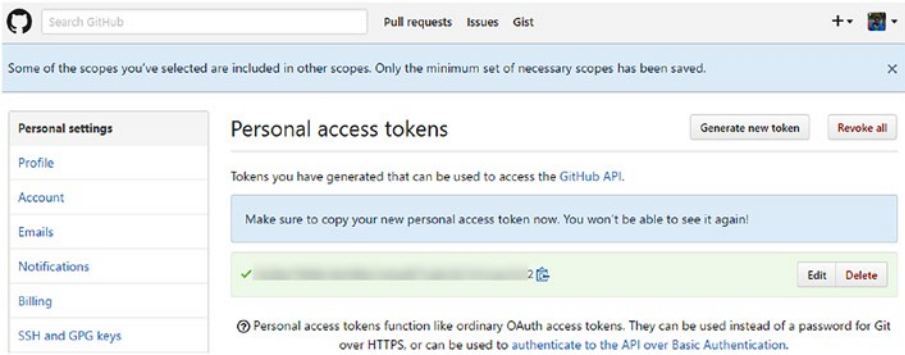 Search GitHub
Pull requests Issues Gist
Some of the scopes you've selected are included in other scopes. Only the minimum set of necessary scopes has been saved.
Personal settings
Profile
Account
Emails
Notifications
Billing
SSH and GPG keys
Personal access tokens
Generate new token
Revoke all
Tokens you have generated that can be used to access the GitHub API.
Make sure to copy your new personal access token now. You won't be able to see it again!
2
Edit
Delete
Personal access tokens function like ordinary OAuth access tokens. They can be used instead of a password for Git
over HTTPS, or can be used to authenticate to the API over Basic Authentication.